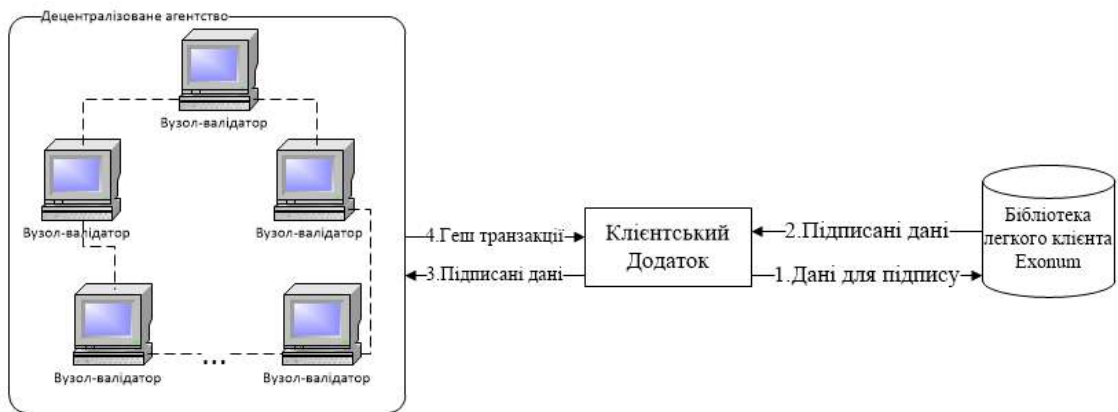 Децентралізоване агентство
Вузол-валідатор
Вузол-валідатор
Вузол-валідатор
Вузол-валідатор
...
Вузол-валідатор
4.Геш транзакції
3.Підписані дані
Клієнтський
Додаток
2.Підписані дані
1.Дані для підпису
Бібліотека
легкого клієнта
Exonum